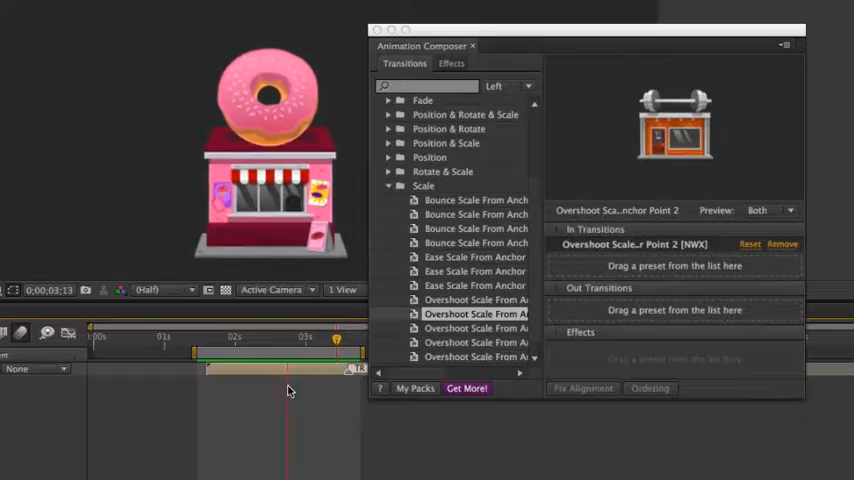 Animation Composer ×
Transitions
Effects
Left
Fade
Position & Rotate & Scale
Position & Rotate
Position & Scale
Position
Rotate & Scale
Scale
Bounce Scale From Anch
Bounce Scale From Anch
Bounce Scale From Anch
Bounce Scale From Anch
Ease Scale From Anchor
Ease Scale From Anchor
Ease Scale From Anchor
Overshoot Scale From Ar
Overshoot Scale From Ar
Overshoot Scale From Ar
Overshoot Scale From Ar
Overshoot Scale From Ar
? My Packs Get More!
Overshoot Sca...nchor Point 2 Preview: Both
In Transitions
Overshoot Scale...r Point 2 [NWX] Reset Remove
Drag a preset from the list here
Out Transitions
Drag a preset from the list here
Effects
Drag a preset from the list here
Fix Alignment Ordering
0;00;03;13 (Half) Active Camera 1 View
:00s 01s 02s 03s
None